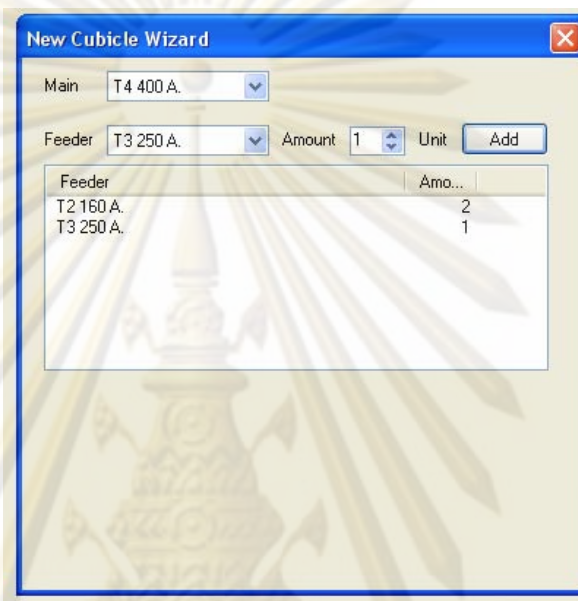 New Cubicle Wizard
Main T4 400 A.
Feeder T3 250 A. Amount 1 Unit Add
Feeder Amo...
T2 160 A. 2
T3 250 A. 1